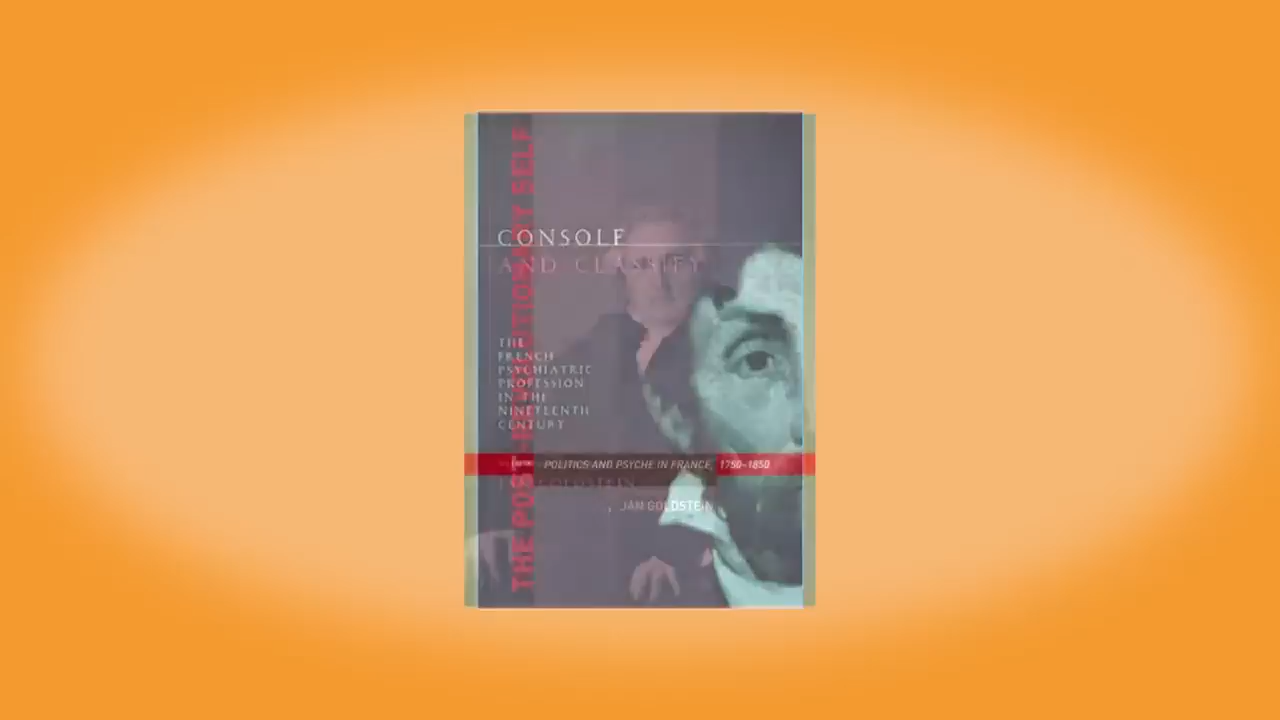 THE POST-REVOLUTIONARY SELF
CONSOLE
AND CLASSIFY
THE
FRENCH
PSYCHIATRIC
PROFESSION
IN THE
NINETEENTH
CENTURY
POLITICS AND PSYCHE IN FRANCE, 1750–1850
GOLDSTEIN
JAN GOLDSTEIN